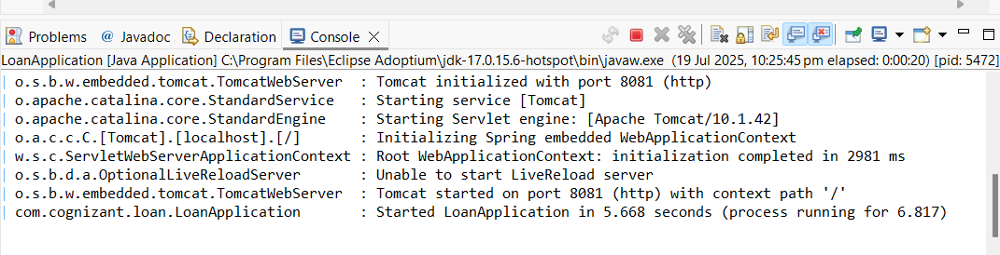 Problems @ Javadoc Declaration Console
LoanApplication [Java Application] C:\Program Files\Eclipse Adoptium\jdk-17.0.15.6-hotspot\bin\javaw.exe (19 Jul 2025, 10:25:45 pm elapsed: 0:00:20) [pid: 5472]
o.s.b.w.embedded.tomcat.TomcatWebServer : Tomcat initialized with port 8081 (http)
o.apache.catalina.core.StandardService : Starting service [Tomcat]
o.apache.catalina.core.StandardEngine : Starting Servlet engine: [Apache Tomcat/10.1.42]
o.a.c.c.C.[Tomcat].[localhost].[/] : Initializing Spring embedded WebApplicationContext
w.s.c.ServletWebServerApplicationContext : Root WebApplicationContext: initialization completed in 2981 ms
o.s.b.d.a.OptionalLiveReloadServer : Unable to start LiveReload server
o.s.b.w.embedded.tomcat.TomcatWebServer : Tomcat started on port 8081 (http) with context path '/'
com.cognizant.loan.LoanApplication : Started LoanApplication in 5.668 seconds (process running for 6.817)